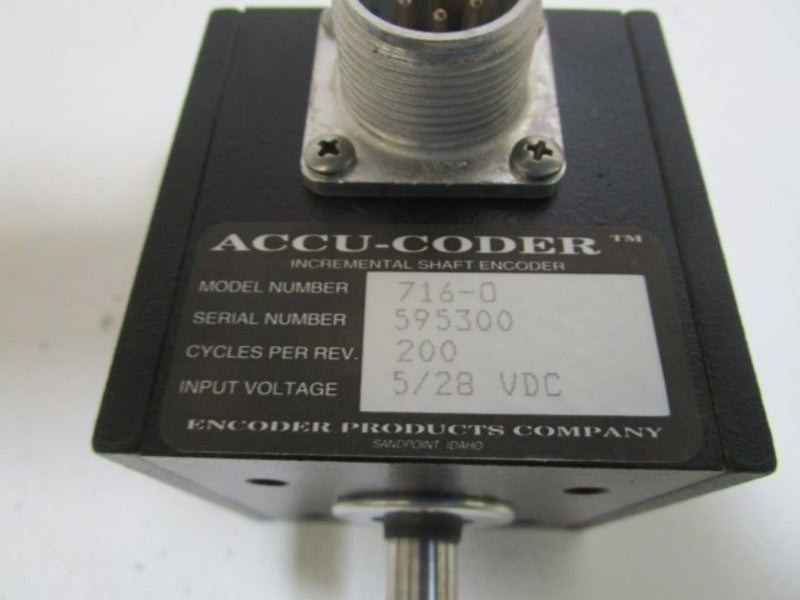 ACCU-CODER ™
INCREMENTAL SHAFT ENCODER
MODEL NUMBER 716-0
SERIAL NUMBER 595300
CYCLES PER REV. 200
INPUT VOLTAGE 5/28 VDC
ENCODER PRODUCTS COMPANY
SANDPOINT, IDAHO